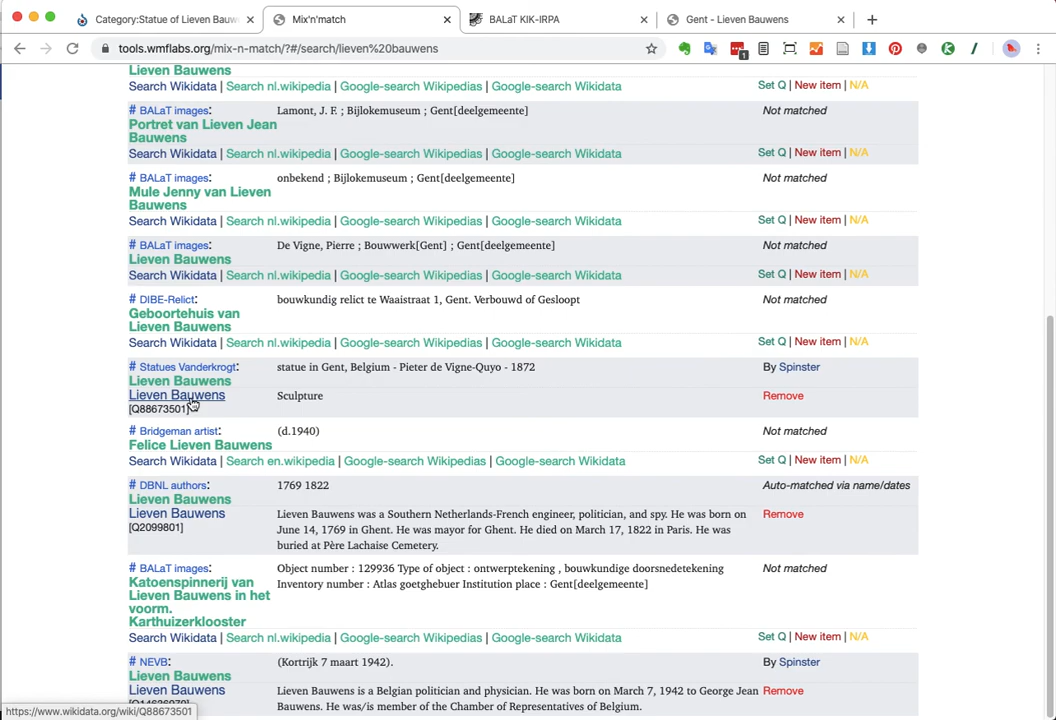 Category:Statue of Lieven Bauw
Mix'n'match
BALaT KIK-IRPA
Gent - Lieven Bauwens
tools.wmflabs.org/mix-n-match/?#/search/lieven%20bauwens
1
Lieven Bauwens
Search Wikidata | Search nl.wikipedia | Google-search Wikipedias | Google-search Wikidata Set Q | New item | N/A
# BALaT images: Lamont, J. F. ; Bijlokemuseum ; Gent[deelgemeente] Not matched
Portret van Lieven Jean
Bauwens
Search Wikidata | Search nl.wikipedia | Google-search Wikipedias | Google-search Wikidata Set Q | New item | N/A
# BALaT images: onbekend ; Bijlokemuseum ; Gent[deelgemeente] Not matched
Mule Jenny van Lieven
Bauwens
Search Wikidata | Search nl.wikipedia | Google-search Wikipedias | Google-search Wikidata Set Q | New item | N/A
# BALaT images: De Vigne, Pierre ; Bouwwerk[Gent] ; Gent[deelgemeente] Not matched
Lieven Bauwens
Search Wikidata | Search nl.wikipedia | Google-search Wikipedias | Google-search Wikidata Set Q | New item | N/A
# DIBE-Relict: bouwkundig relict te Waaistraat 1, Gent. Verbouwd of Gesloopt Not matched
Geboortehuis van
Lieven Bauwens
Search Wikidata | Search nl.wikipedia | Google-search Wikipedias | Google-search Wikidata Set Q | New item | N/A
# Statues Vanderkrogt: statue in Gent, Belgium - Pieter de Vigne-Quyo - 1872 By Spinster
Lieven Bauwens
Lieven Bauwens Sculpture Remove
[Q88673501]
# Bridgeman artist: (d.1940) Not matched
Felice Lieven Bauwens
Search Wikidata | Search en.wikipedia | Google-search Wikipedias | Google-search Wikidata Set Q | New item | N/A
# DBNL authors: 1769 1822 Auto-matched via name/dates
Lieven Bauwens
Lieven Bauwens Lieven Bauwens was a Southern Netherlands-French engineer, politician, and spy. He was born on Remove
[Q2099801] June 14, 1769 in Ghent. He was mayor for Ghent. He died on March 17, 1822 in Paris. He was
buried at Père Lachaise Cemetery.
# BALaT images: Object number : 129936 Type of object : ontwerptekening , bouwkundige doorsnedetekening Not matched
Katoenspinnerij van Inventory number : Atlas goetghebuer Institution place : Gent[deelgemeente]
Lieven Bauwens in het
voorm.
Karthuizerklooster
Search Wikidata | Search nl.wikipedia | Google-search Wikipedias | Google-search Wikidata Set Q | New item | N/A
# NEVB: (Kortrijk 7 maart 1942). By Spinster
Lieven Bauwens
Lieven Bauwens Lieven Bauwens is a Belgian politician and physician. He was born on March 7, 1942 to George Jean Remove
Bauwens. He was/is member of the Chamber of Representatives of Belgium.
https://www.wikidata.org/wiki/Q88673501